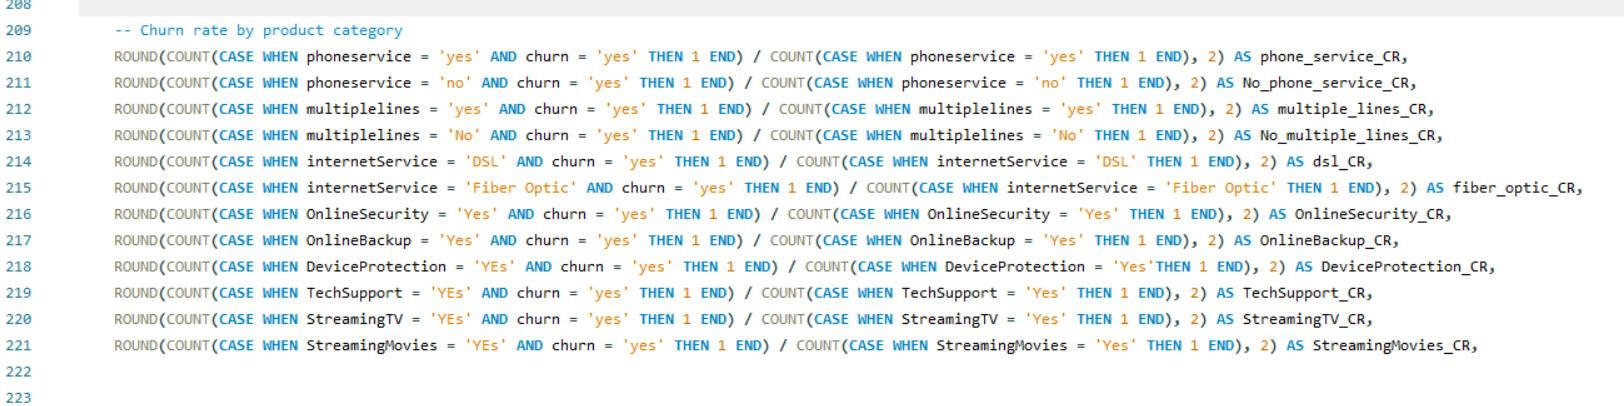 208
209 -- Churn rate by product category
210 ROUND(COUNT(CASE WHEN phoneservice = 'yes' AND churn = 'yes' THEN 1 END) / COUNT(CASE WHEN phoneservice = 'yes' THEN 1 END), 2) AS phone_service_CR,
211 ROUND(COUNT(CASE WHEN phoneservice = 'no' AND churn = 'yes' THEN 1 END) / COUNT(CASE WHEN phoneservice = 'no' THEN 1 END), 2) AS No_phone_service_CR,
212 ROUND(COUNT(CASE WHEN multiplelines = 'yes' AND churn = 'yes' THEN 1 END) / COUNT(CASE WHEN multiplelines = 'yes' THEN 1 END), 2) AS multiple_lines_CR,
213 ROUND(COUNT(CASE WHEN multiplelines = 'No' AND churn = 'yes' THEN 1 END) / COUNT(CASE WHEN multiplelines = 'No' THEN 1 END), 2) AS No_multiple_lines_CR,
214 ROUND(COUNT(CASE WHEN internetService = 'DSL' AND churn = 'yes' THEN 1 END) / COUNT(CASE WHEN internetService = 'DSL' THEN 1 END), 2) AS dsl_CR,
215 ROUND(COUNT(CASE WHEN internetService = 'Fiber Optic' AND churn = 'yes' THEN 1 END) / COUNT(CASE WHEN internetService = 'Fiber Optic' THEN 1 END), 2) AS fiber_optic_CR,
216 ROUND(COUNT(CASE WHEN OnlineSecurity = 'Yes' AND churn = 'yes' THEN 1 END) / COUNT(CASE WHEN OnlineSecurity = 'Yes' THEN 1 END), 2) AS OnlineSecurity_CR,
217 ROUND(COUNT(CASE WHEN OnlineBackup = 'Yes' AND churn = 'yes' THEN 1 END) / COUNT(CASE WHEN OnlineBackup = 'Yes' THEN 1 END), 2) AS OnlineBackup_CR,
218 ROUND(COUNT(CASE WHEN DeviceProtection = 'YEs' AND churn = 'yes' THEN 1 END) / COUNT(CASE WHEN DeviceProtection = 'Yes'THEN 1 END), 2) AS DeviceProtection_CR,
219 ROUND(COUNT(CASE WHEN TechSupport = 'YEs' AND churn = 'yes' THEN 1 END) / COUNT(CASE WHEN TechSupport = 'Yes' THEN 1 END), 2) AS TechSupport_CR,
220 ROUND(COUNT(CASE WHEN StreamingTV = 'YEs' AND churn = 'yes' THEN 1 END) / COUNT(CASE WHEN StreamingTV = 'Yes' THEN 1 END), 2) AS StreamingTV_CR,
221 ROUND(COUNT(CASE WHEN StreamingMovies = 'YEs' AND churn = 'yes' THEN 1 END) / COUNT(CASE WHEN StreamingMovies = 'Yes' THEN 1 END), 2) AS StreamingMovies_CR,
222
223